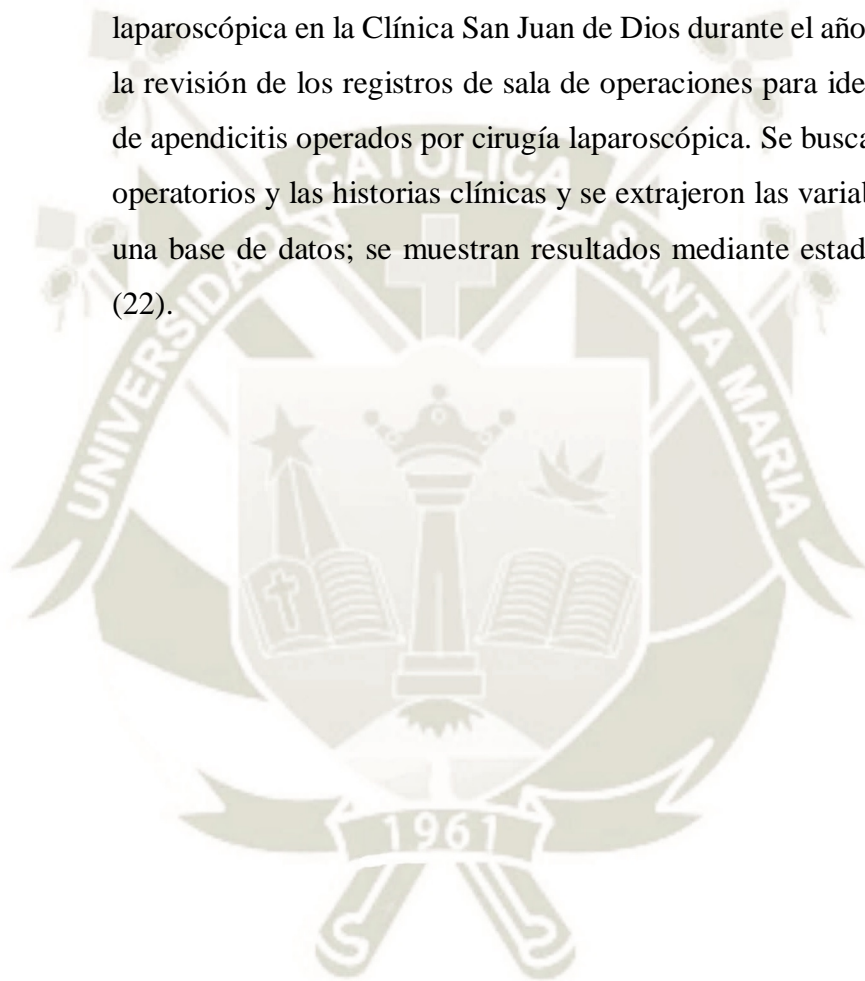 laparoscópica en la Clínica San Juan de Dios durante el año
la revisión de los registros de sala de operaciones para ide
de apendicitis operados por cirugía laparoscópica. Se busca
operatorios y las historias clínicas y se extrajeron las varia
una base de datos; se muestran resultados mediante estad
(22).
UNIVERSIDAD CATOLICA SANTA MARIA
1961